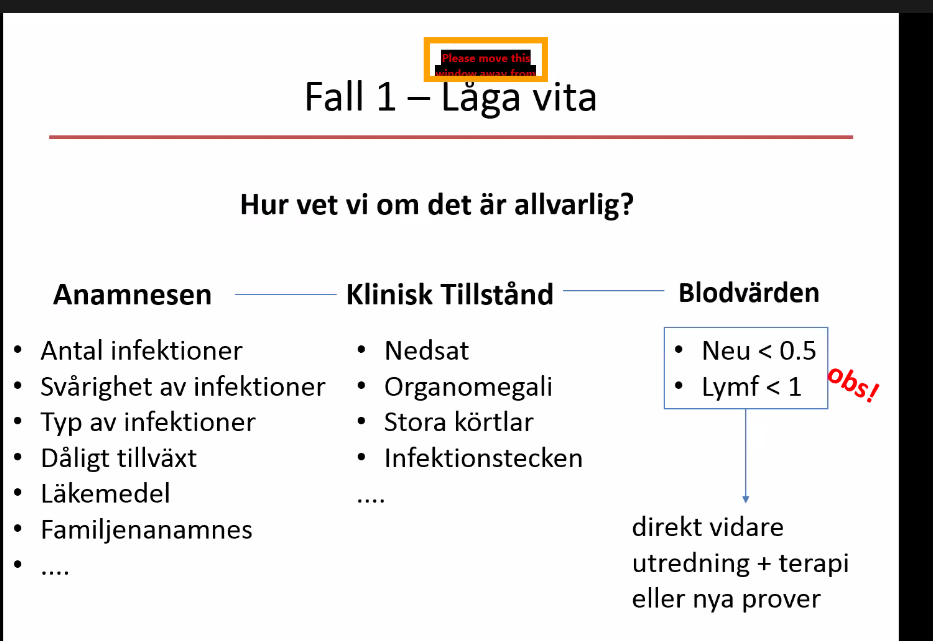 Please move this
window away from
Fall 1 – Låga vita
Hur vet vi om det är allvarlig?
Anamnesen
• Antal infektioner
• Svårighet av infektioner
• Typ av infektioner
• Dåligt tillväxt
• Läkemedel
• Familjenanamnes
• ....
Klinisk Tillstånd
• Nedsat
• Organomegali
• Stora körtlar
• Infektionstecken
....
Blodvärden
• Neu < 0.5
• Lymf < 1
obs!
direkt vidare
utredning + terapi
eller nya prover